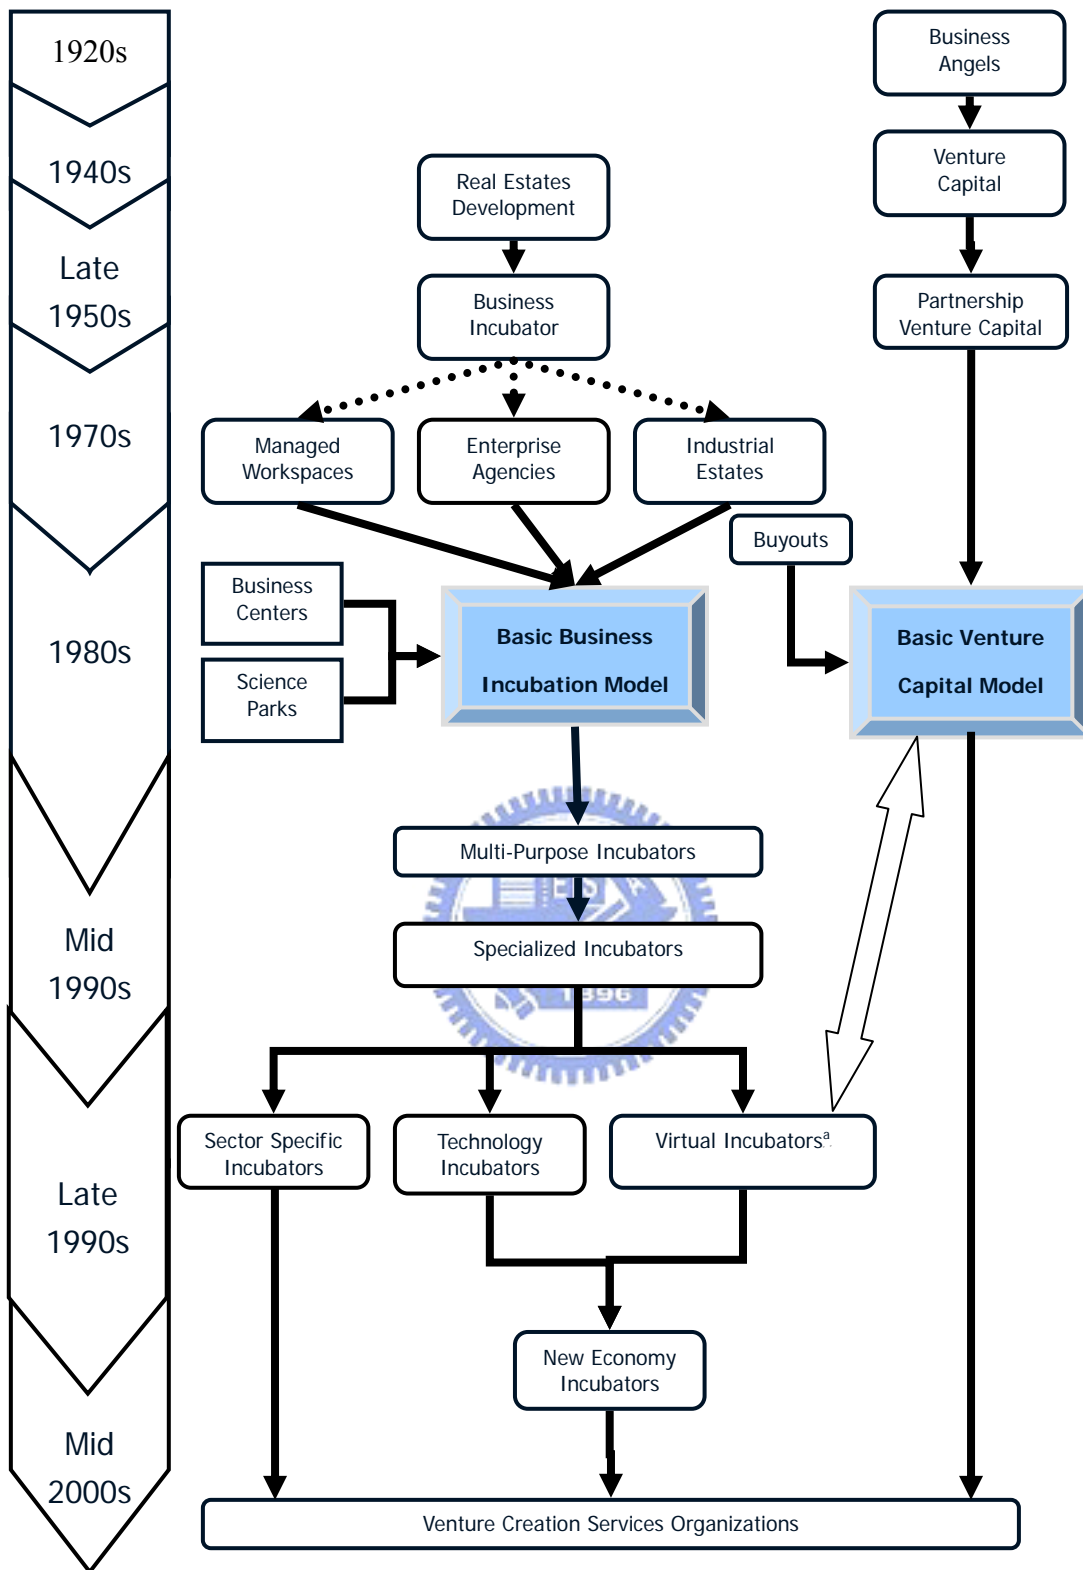 1920s
1940s
Late
1950s
1970s
1980s
Mid
1990s
Late
1990s
Mid
2000s
Business
Angels
Venture
Capital
Real Estates
Development
Business
Incubator
Partnership
Venture Capital
Managed
Workspaces
Enterprise
Agencies
Industrial
Estates
Buyouts
Business
Centers
Science
Parks
Basic Business
Incubation Model
Basic Venture
Capital Model
Multi-Purpose Incubators
ES A
Specialized Incubators
1896
Sector Specific
Incubators
Technology
Incubators
Virtual Incubatorsᵃ
New Economy
Incubators
Venture Creation Services Organizations